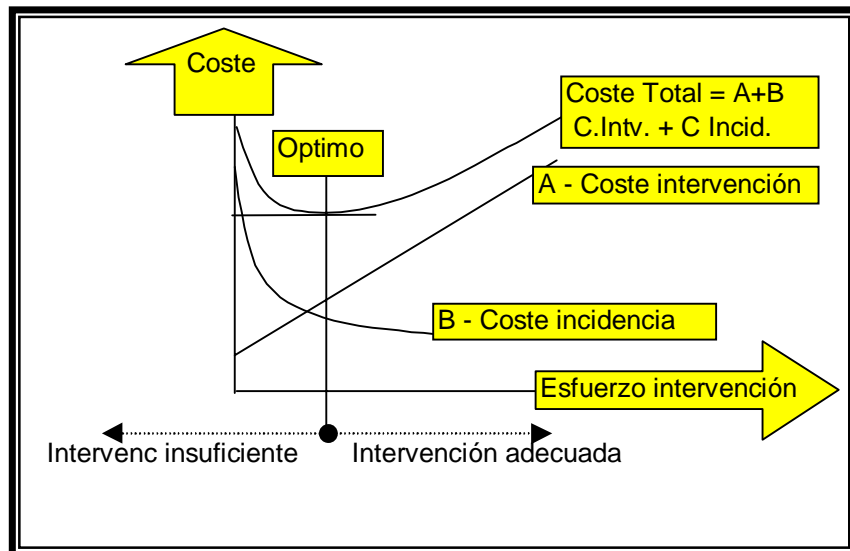 Coste
Coste Total = A+B
C.Intv. + C Incid.
Optimo
A - Coste intervención
B - Coste incidencia
Esfuerzo intervención
Intervenc insuficiente
Intervención adecuada